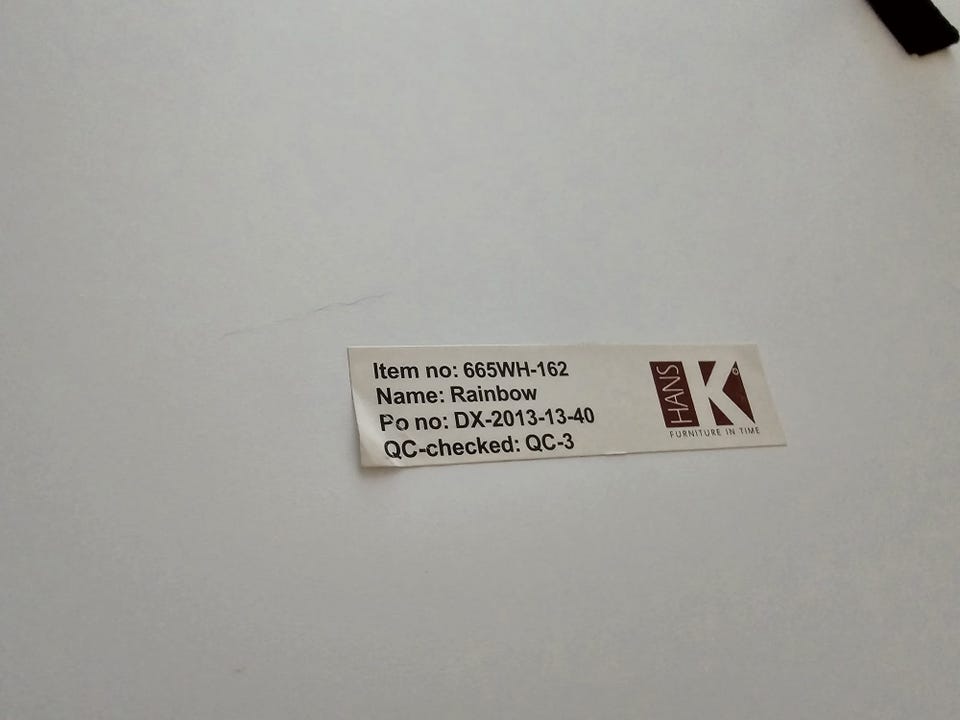 Item no: 665WH-162
Name: Rainbow
Po no: DX-2013-13-40
QC-checked: QC-3
HANS K
FURNITURE IN TIME